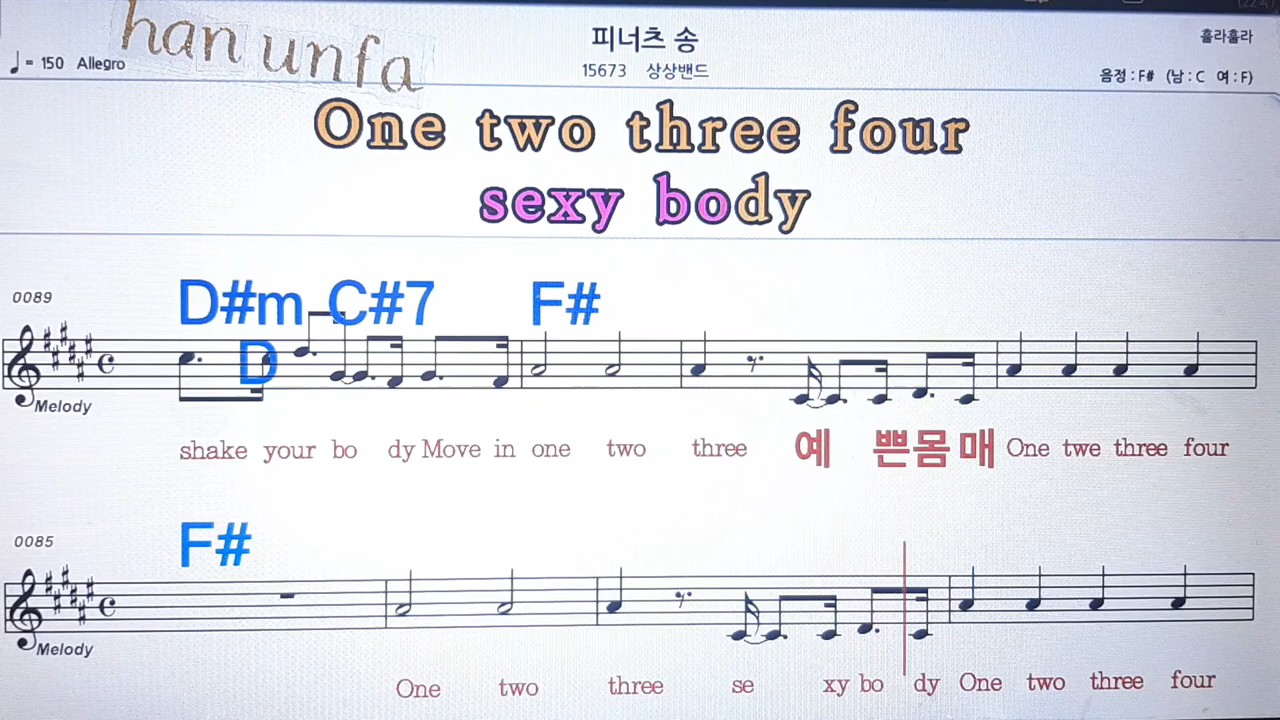 han unfa
피너츠 송
훌라훌라
♩= 150 Allegro
15673 상상밴드
음정 : F# (남 : C 여 : F)
One two three four
sexy body
0089
D#m C#7 F#
D
Melody
shake your bo dy Move in one two three 예 쁜 몸 매 One twe three four
0085
F#
Melody
One two three se xy bo dy One two three four